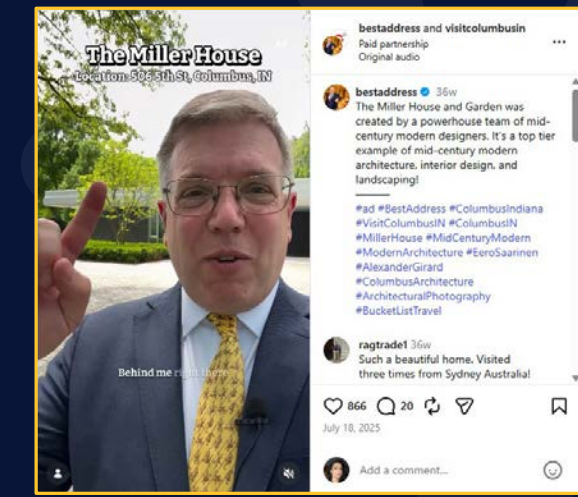 The Miller House
Location: 506 5th St, Columbus, IN
Behind me right there
bestaddress and visitcolumbusin
Paid partnership
Original audio
bestaddress 36w
The Miller House and Garden was
created by a powerhouse team of mid-
century modern designers. It's a top tier
example of mid-century modern
architecture, interior design, and
landscaping!
#ad #BestAddress #ColumbusIndiana
#VisitColumbusIN #ColumbusIN
#MillerHouse #MidCenturyModern
#ModernArchitecture #EeroSaarinen
#AlexanderGirard
#ColumbusArchitecture
#ArchitecturalPhotography
#BucketListTravel
ragtrade1 36w
Such a beautiful home. Visited
three times from Sydney Australia!
866 20
July 18, 2025
Add a comment...